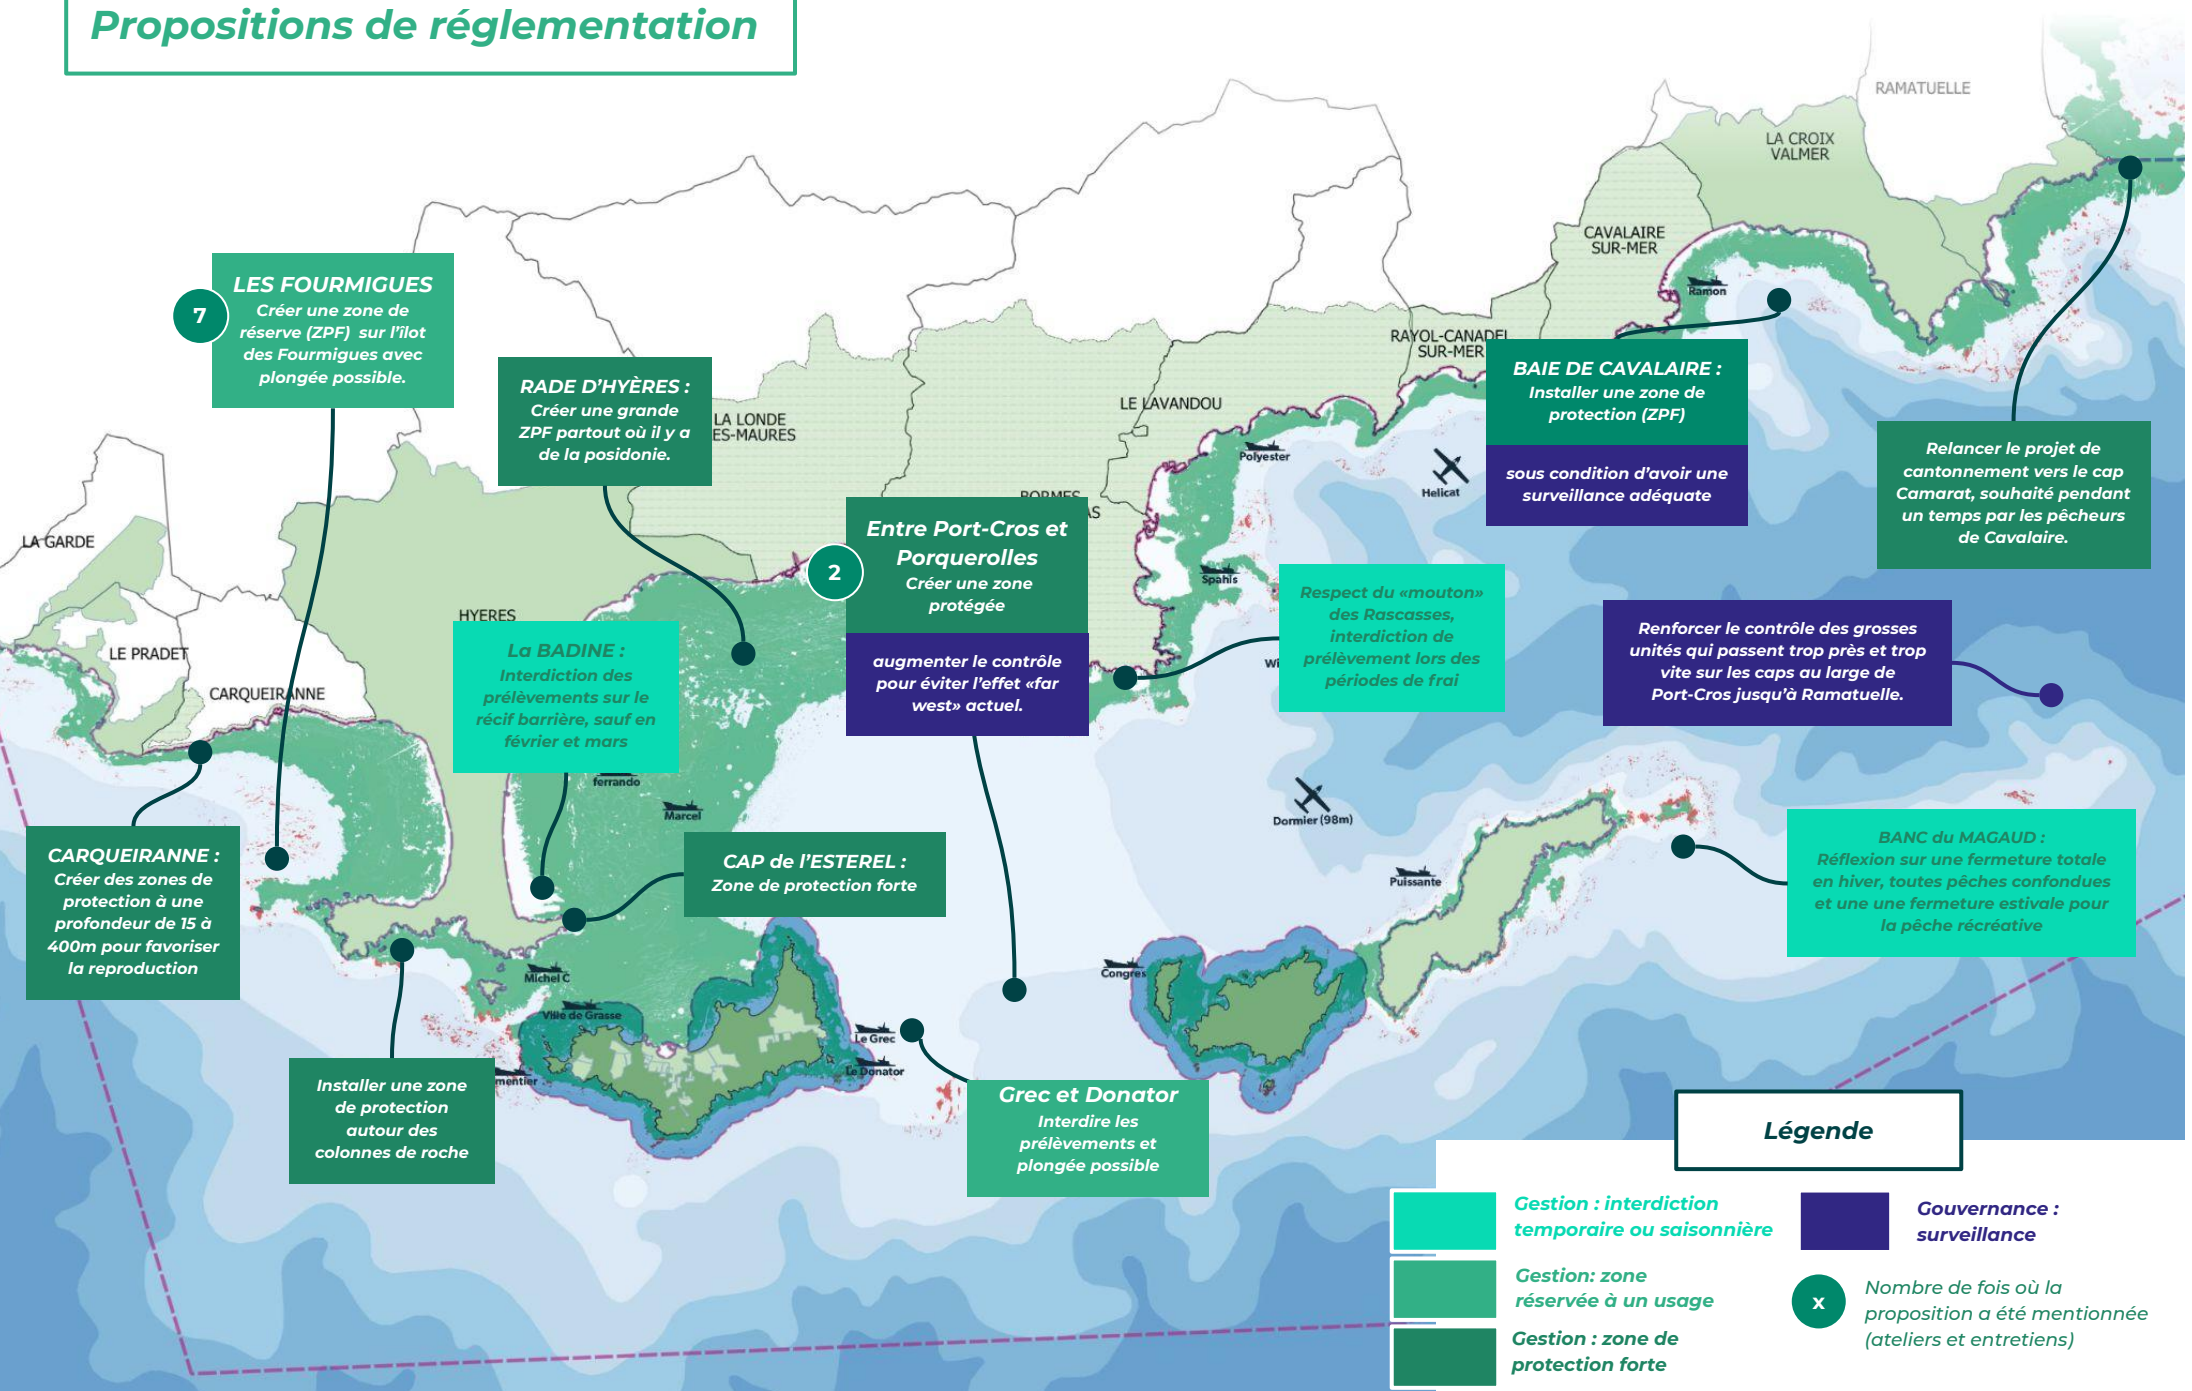 Propositions de réglementation
RAMATUELLE
LA CROIX
VALMER
CAVALAIRE
SUR-MER
Ramon
LES FOURMIGUES
Créer une zone de
réserve (ZPF) sur l'îlot
des Fourmigues avec
plongée possible.
7
RADE D'HYÈRES :
Créer une grande
ZPF partout où il y a
de la posidonie.
LA LONDE
ES-MAURES
LE LAVANDOU
RAYOL-CANADEL
SUR-MER
BAIE DE CAVALAIRE :
Installer une zone de
protection (ZPF)
sous condition d'avoir une
surveillance adéquate
Relancer le projet de
cantonnement vers le cap
Camarat, souhaité pendant
un temps par les pêcheurs
de Cavalaire.
Polyester
Helicat
BORMES
AS
Entre Port-Cros et
Porquerolles
Créer une zone
protégée
2
augmenter le contrôle
pour éviter l'effet «far
west» actuel.
LA GARDE
LE PRADET
CARQUEIRANNE
HYERES
Spahis
Wi
Respect du «mouton»
des Rascasses,
interdiction de
prélèvement lors des
périodes de frai
Renforcer le contrôle des grosses
unités qui passent trop près et trop
vite sur les caps au large de
Port-Cros jusqu'à Ramatuelle.
La BADINE :
Interdiction des
prélèvements sur le
récif barrière, sauf en
février et mars
ferrando
Marcel
Dormier (98m)
CARQUEIRANNE :
Créer des zones de
protection à une
profondeur de 15 à
400m pour favoriser
la reproduction
CAP de l'ESTEREL :
Zone de protection forte
Puissante
BANC du MAGAUD :
Réflexion sur une fermeture totale
en hiver, toutes pêches confondues
et une une fermeture estivale pour
la pêche récréative
Michel C
Ville de Grasse
Congres
Le Grec
Le Donator
mentier
Installer une zone
de protection
autour des
colonnes de roche
Grec et Donator
Interdire les
prélèvements et
plongée possible
Légende
Gestion : interdiction
temporaire ou saisonnière
Gestion: zone
réservée à un usage
Gestion : zone de
protection forte
Gouvernance :
surveillance
x
Nombre de fois où la
proposition a été mentionnée
(ateliers et entretiens)